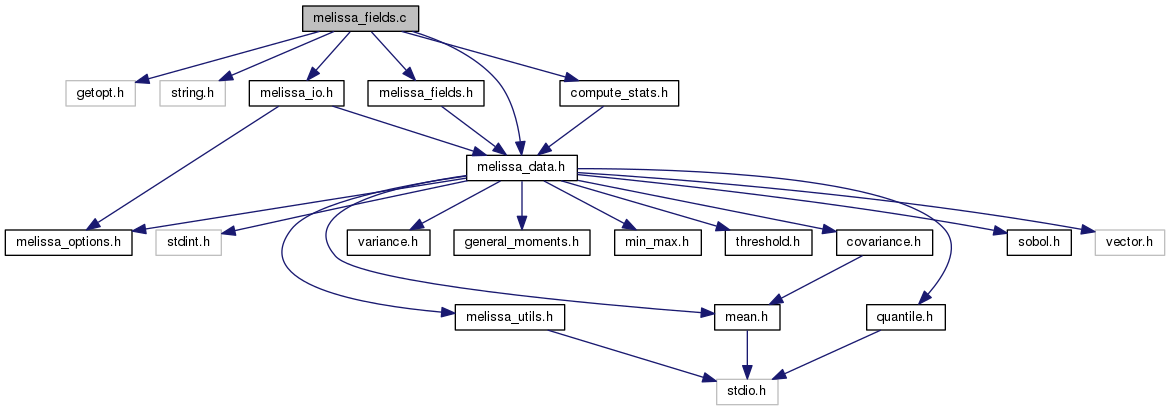 melissa_fields.c
getopt.h
string.h
melissa_io.h
melissa_fields.h
compute_stats.h
melissa_data.h
melissa_options.h
stdint.h
variance.h
general_moments.h
min_max.h
threshold.h
covariance.h
sobol.h
vector.h
melissa_utils.h
mean.h
quantile.h
stdio.h